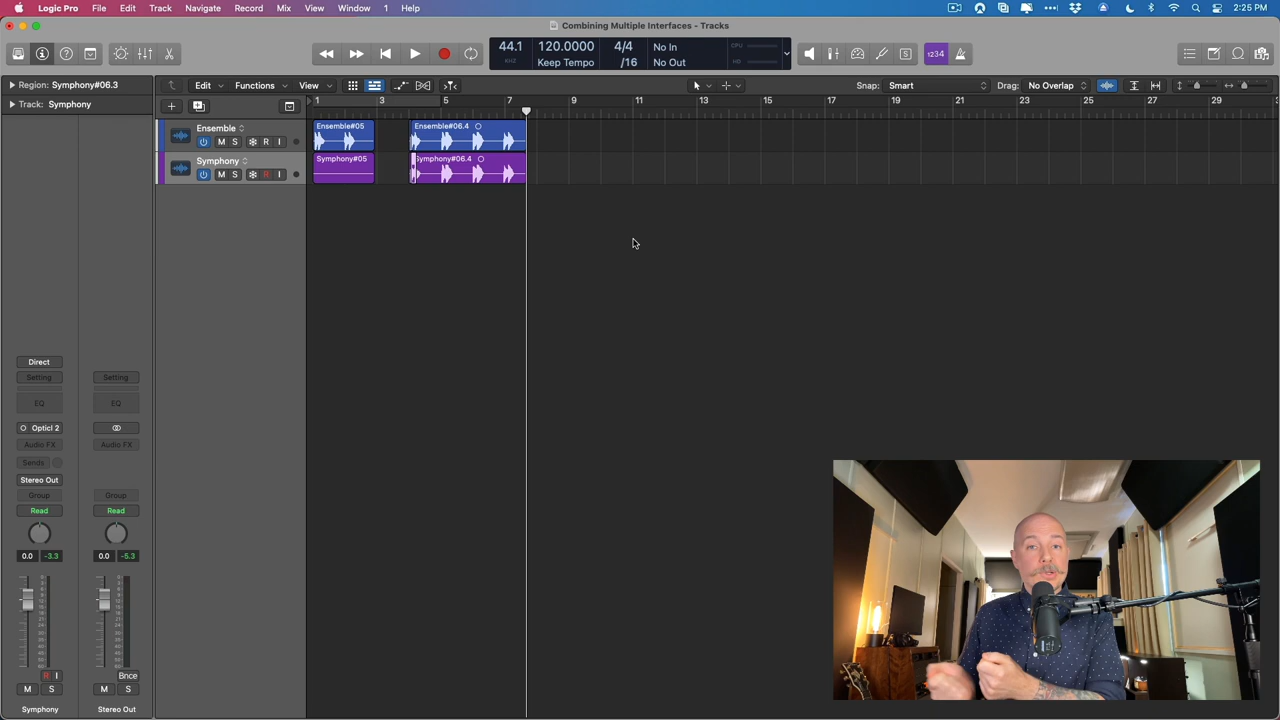 Logic Pro File Edit Track Navigate Record Mix View Window 1 Help 2:25 PM
Combining Multiple Interfaces - Tracks
44.1 120.0000 4/4 No In CPU
KHZ Keep Tempo /16 No Out HD
1234
Region: Symphony#06.3 Edit Functions View Snap: Smart Drag: No Overlap
Track: Symphony
1 3 5 7 9 11 13 15 17 19 21 23 25 27 29
Ensemble
M S R I
Ensemble#05 Ensemble#06.4
Symphony
M S R I
Symphony#05 Symphony#06.4
Direct
Setting Setting
EQ EQ
Opticl 2
Audio FX Audio FX
Sends
Stereo Out
Group Group
Read Read
0.0 -3.3 0.0 -5.3
R I Bnce
M S M S
Symphony Stereo Out